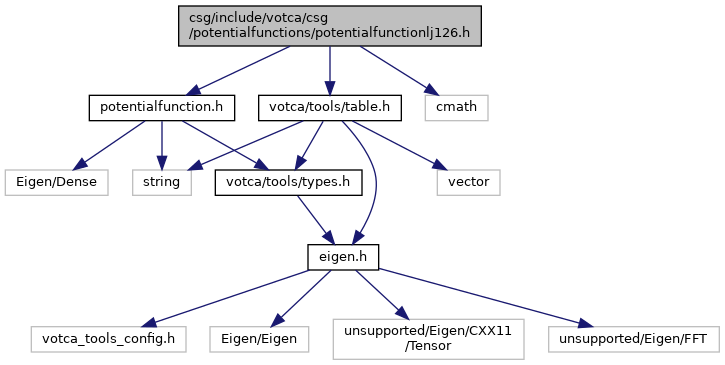 csg/include/votca/csg
/potentialfunctions/potentialfunctionlj126.h
potentialfunction.h
votca/tools/table.h
cmath
Eigen/Dense
string
votca/tools/types.h
vector
eigen.h
votca_tools_config.h
Eigen/Eigen
unsupported/Eigen/CXX11
/Tensor
unsupported/Eigen/FFT